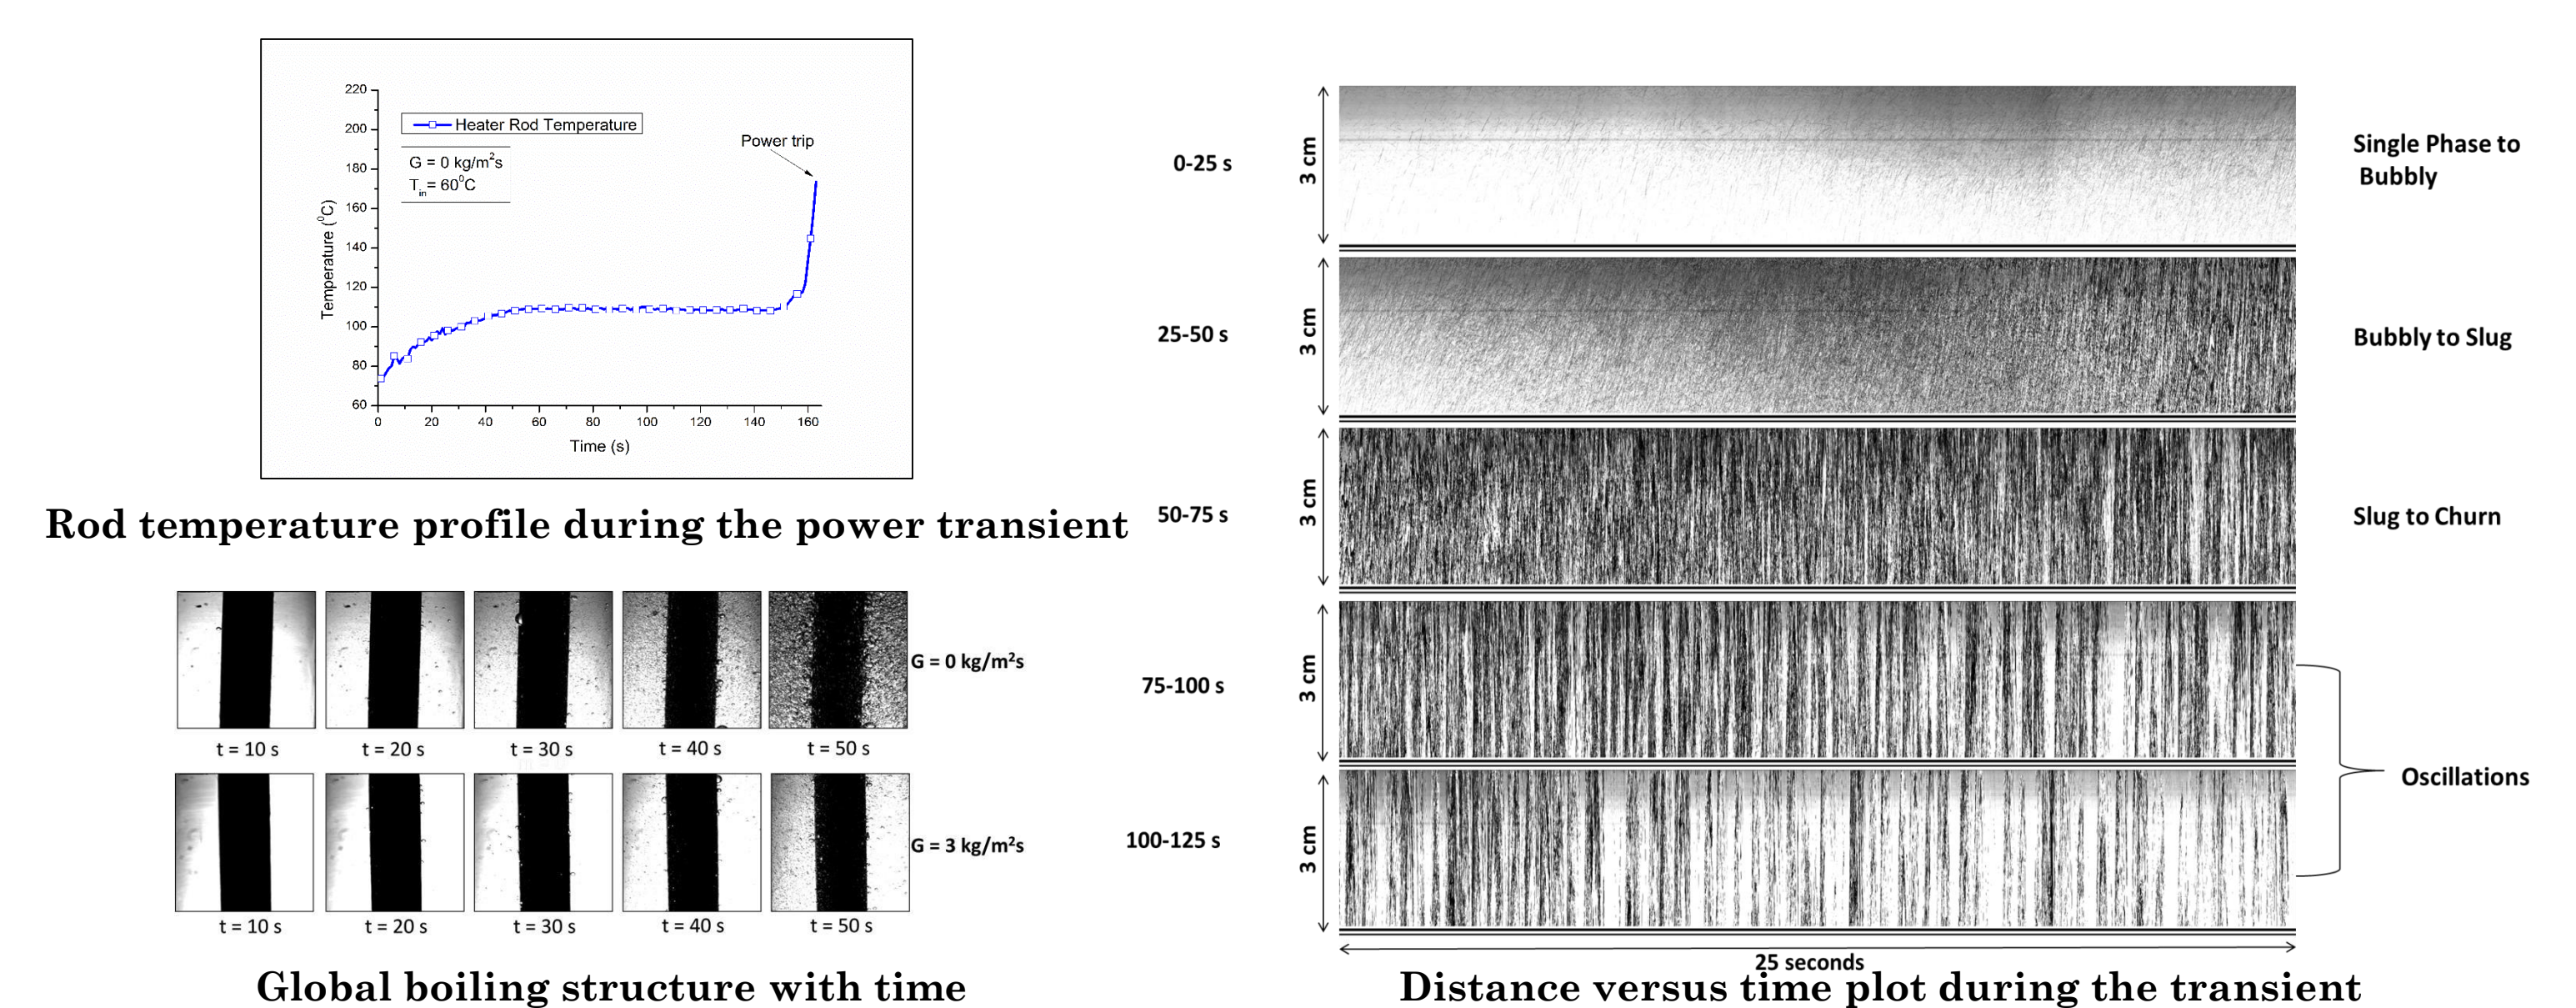 220
200
180
160
140
120
100
80
60
Temperature (⁰C)
Heater Rod Temperature
G = 0 kg/m²s
Tin= 60⁰C
Power trip
0 20 40 60 80 100 120 140 160
Time (s)
Rod temperature profile during the power transient
G = 0 kg/m²s
t = 10 s t = 20 s t = 30 s t = 40 s t = 50 s
G = 3 kg/m²s
t = 10 s t = 20 s t = 30 s t = 40 s t = 50 s
Global boiling structure with time
0-25 s
3 cm
Single Phase to
Bubbly
25-50 s
3 cm
Bubbly to Slug
50-75 s
3 cm
Slug to Churn
75-100 s
3 cm
Oscillations
100-125 s
3 cm
25 seconds
Distance versus time plot during the transient